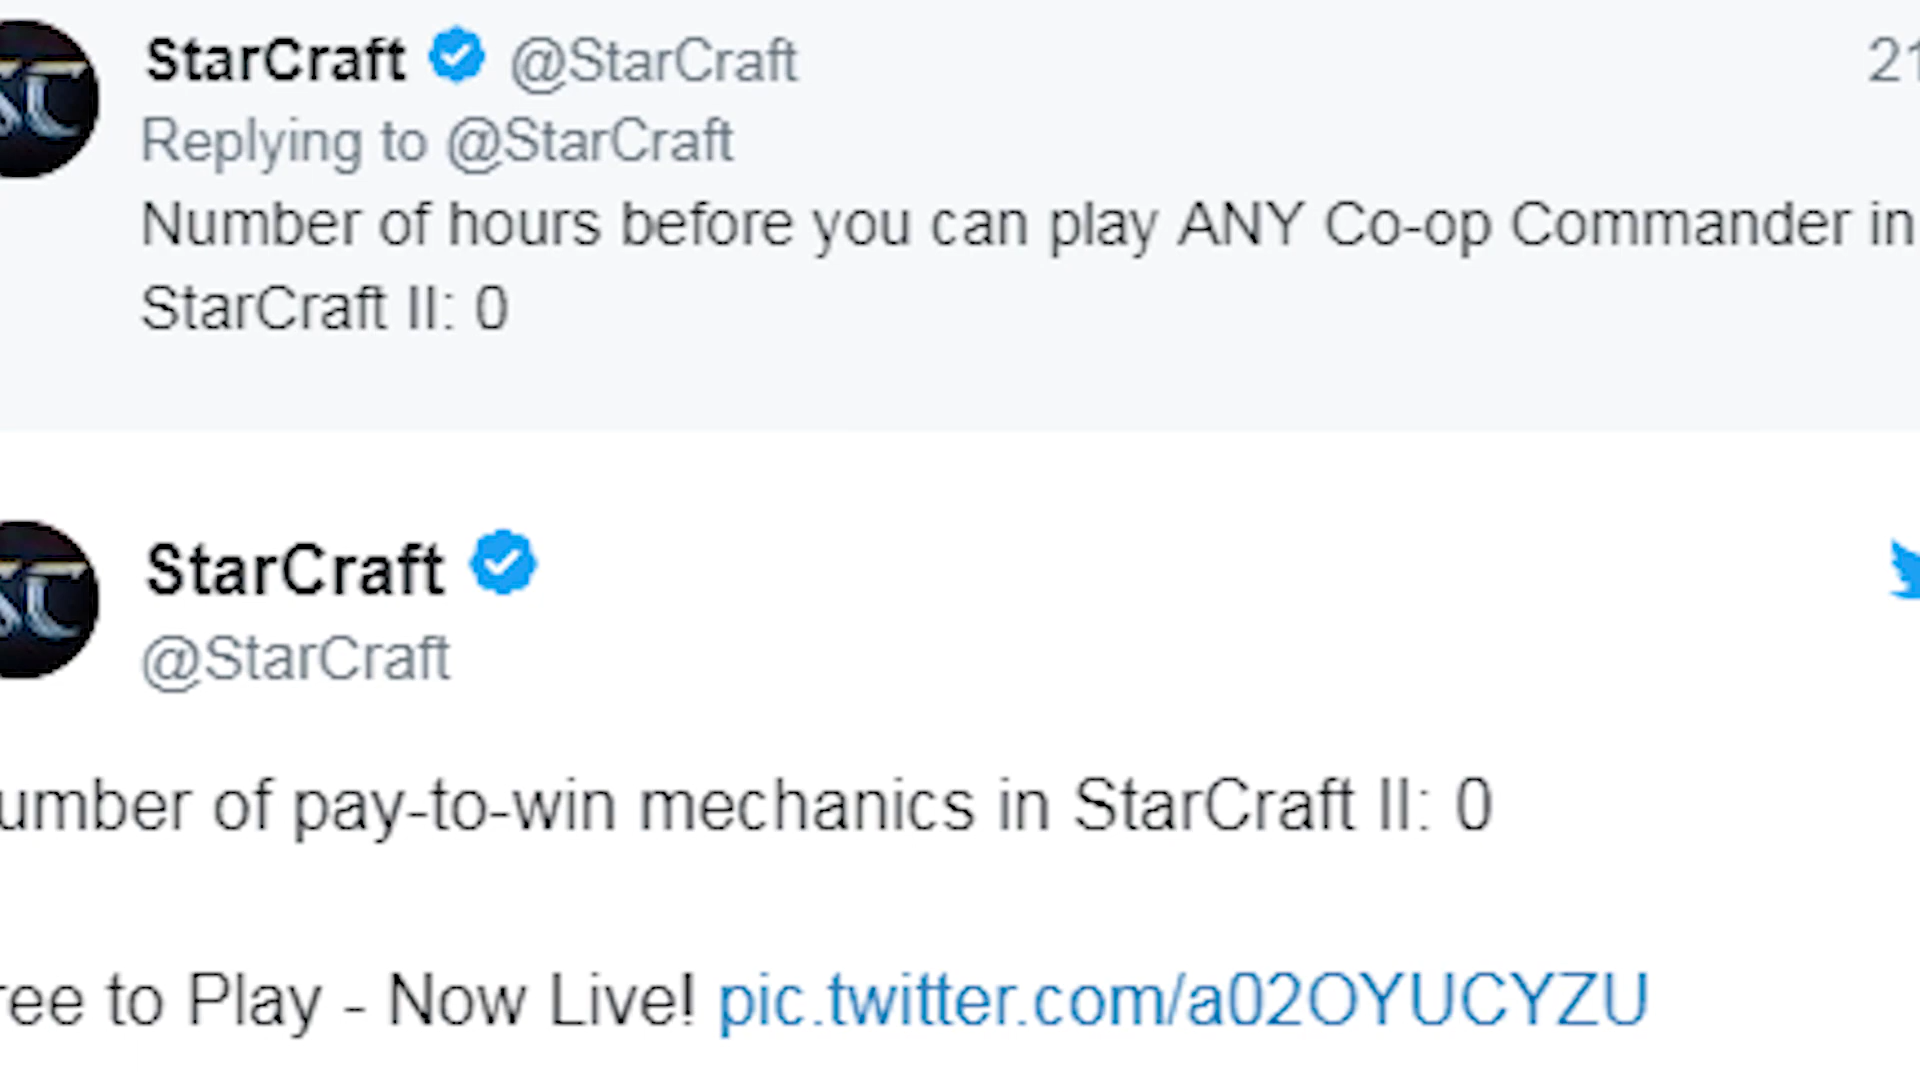 StarCraft @StarCraft 21
Replying to @StarCraft
Number of hours before you can play ANY Co-op Commander in
StarCraft II: 0
StarCraft
@StarCraft
umber of pay-to-win mechanics in StarCraft II: 0
ree to Play - Now Live! pic.twitter.com/a02OYUCYZU